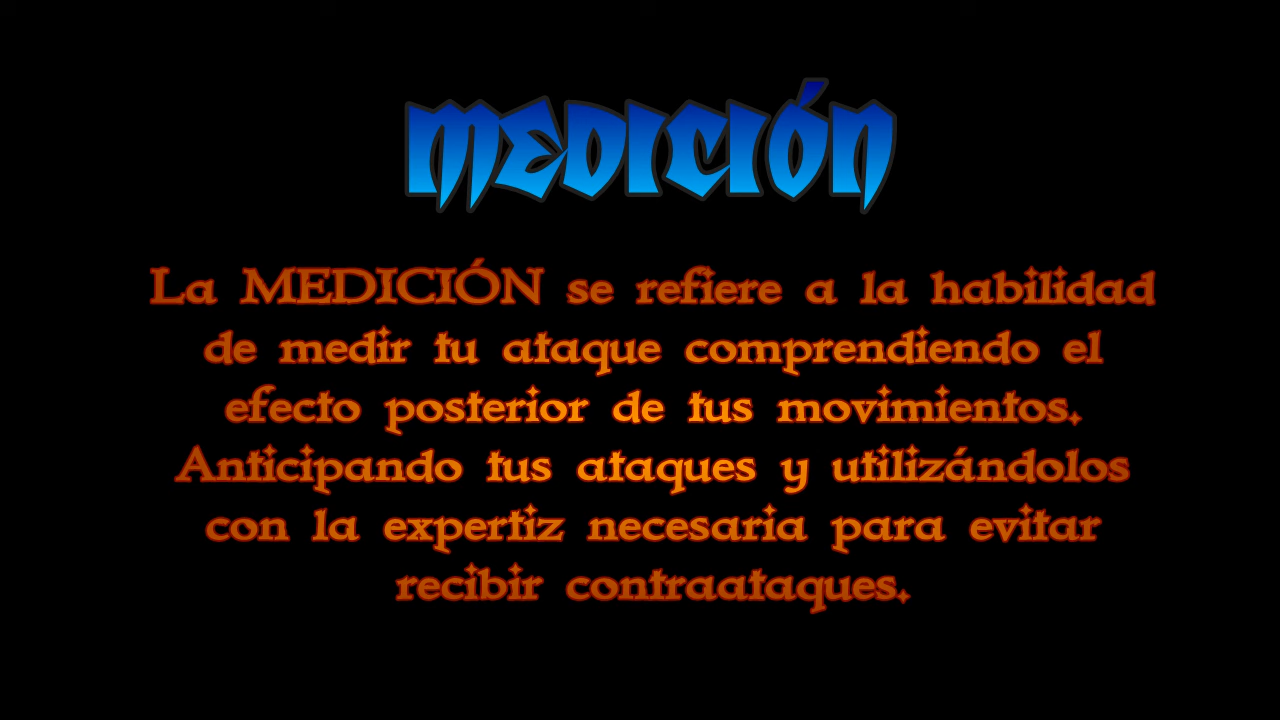 MEDICIÓN
La MEDICIÓN se refiere a la habilidad
de medir tu ataque comprendiendo el
efecto posterior de tus movimientos.
Anticipando tus ataques y utilizándolos
con la expertiz necesaria para evitar
recibir contraataques.